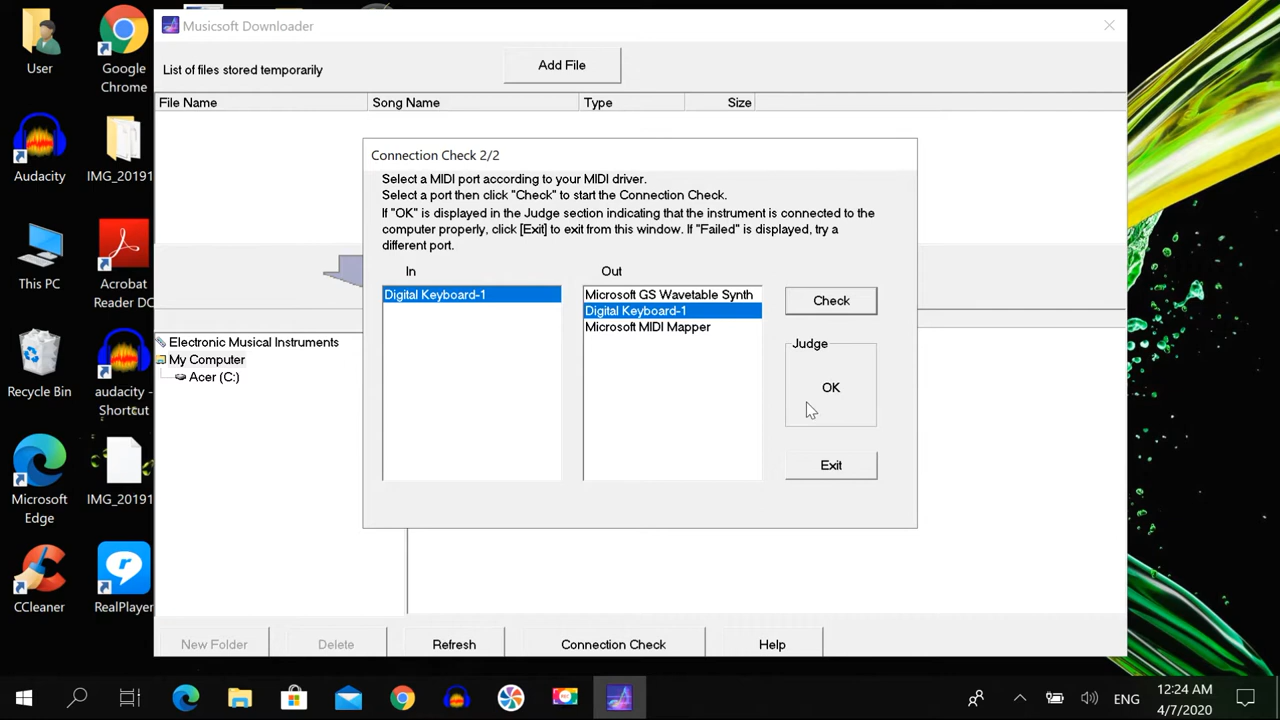 Musicsoft Downloader
List of files stored temporarily
Add File
File Name
Song Name
Type
Size
Connection Check 2/2
Select a MIDI port according to your MIDI driver.
Select a port then click "Check" to start the Connection Check.
If "OK" is displayed in the Judge section indicating that the instrument is connected to the
computer properly, click [Exit] to exit from this window. If "Failed" is displayed, try a
different port.
In
Out
Digital Keyboard-1
Microsoft GS Wavetable Synth
Digital Keyboard-1
Microsoft MIDI Mapper
Check
Judge
OK
Exit
Electronic Musical Instruments
My Computer
Acer (C:)
New Folder
Delete
Refresh
Connection Check
Help
User
Google
Chrome
Audacity
IMG_20191
This PC
Acrobat
Reader DC
Recycle Bin
audacity -
Shortcut
Microsoft
Edge
IMG_20191
CCleaner
RealPlayer
ENG
12:24 AM
4/7/2020